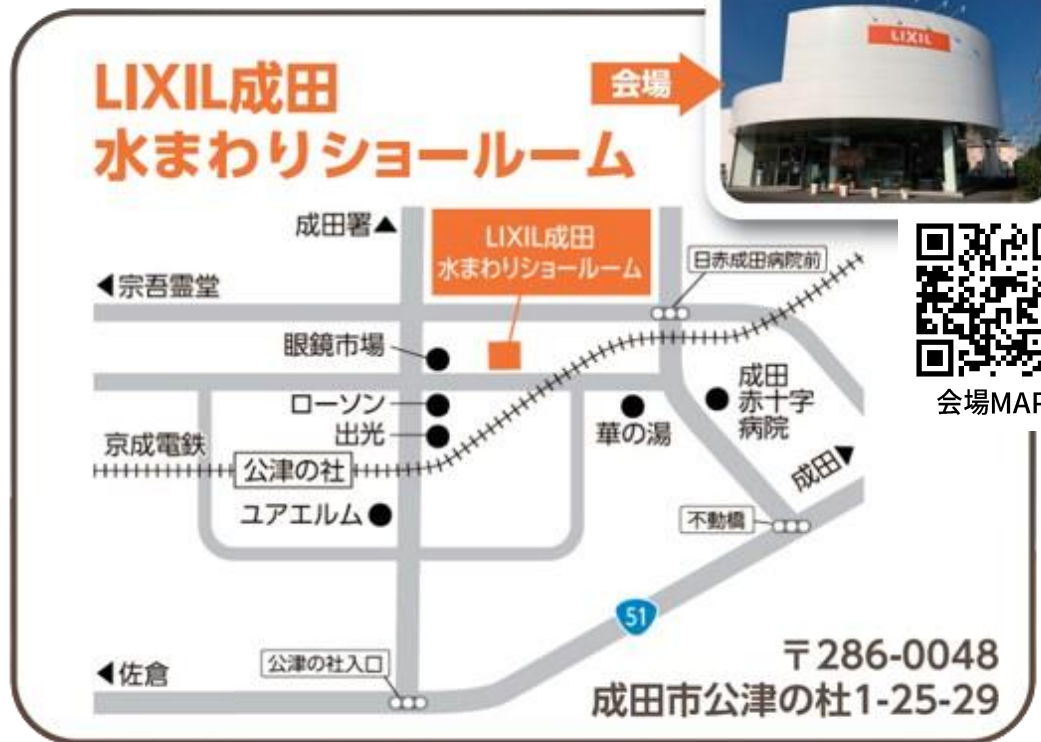 LIXIL成田
水まわりショールーム
会場
LIXIL
成田署▲
LIXIL成田
水まわりショールーム
日赤成田病院前
◀宗吾霊堂
眼鏡市場
ローソン
出光
華の湯
成田
赤十字
病院
会場MAP
京成電鉄
公津の社
成田▼
ユアエルム
不動橋
51
◀佐倉
公津の社入口
〒286-0048
成田市公津の杜1-25-29